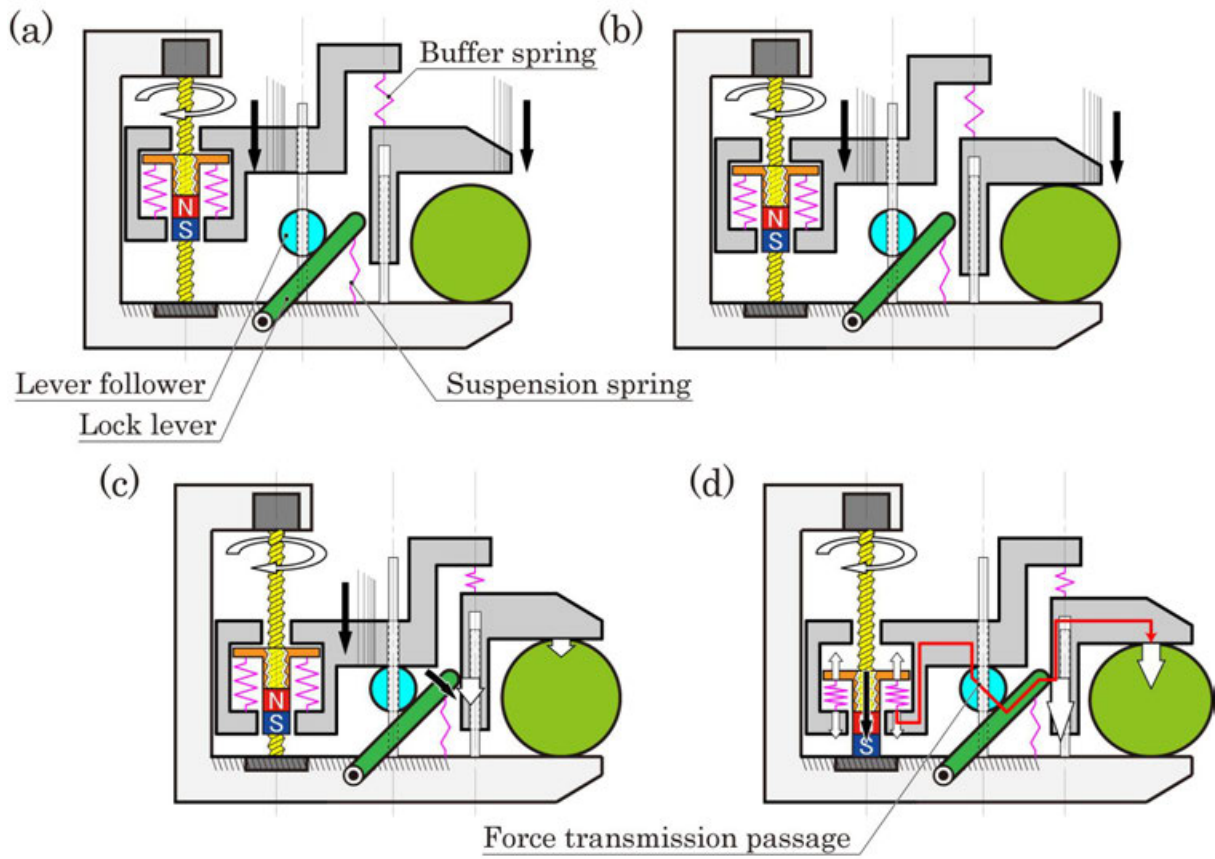 (a)
(b)
Buffer spring
N
S
N
S
Lever follower
Suspension spring
Lock lever
(c)
(d)
N
S
S
Force transmission passage